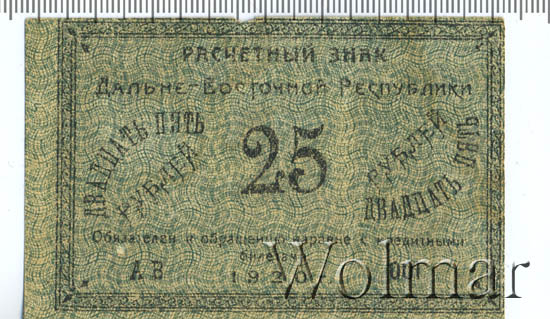 РАСЧЕТНЫЙ ЗНАК
Дальне-Восточной Республики
ДВАДЦАТЬ ПЯТЬ
РУБЛЕЙ
25
РУБЛЕЙ
ДВАДЦАТЬ ПЯТЬ
Обязателен к обращению наравне с кредитными
билетами
АВ
1920
Wolmar